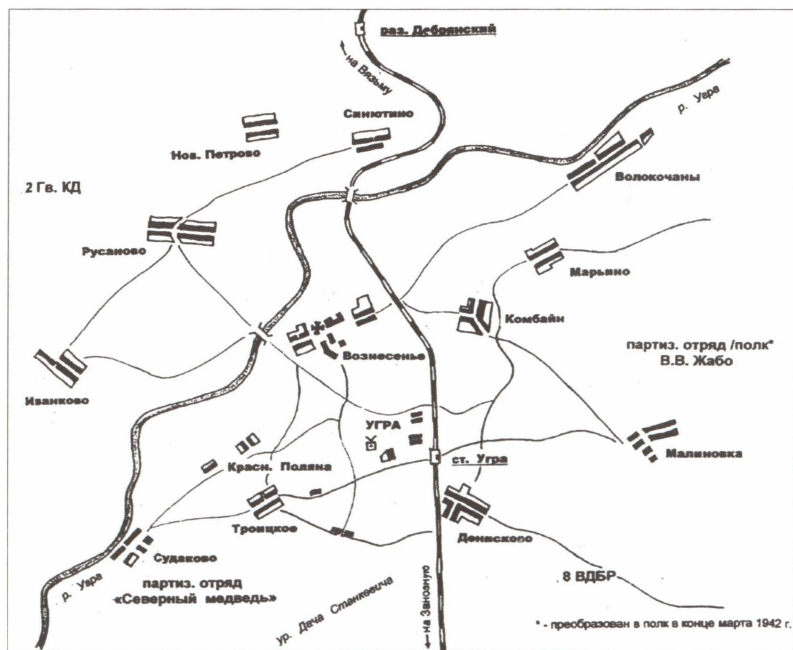 раз. Дебрянский
на Вязьму
Синютино
р. Угра
Нов. Петрово
Волокочаны
2 Гв. КД
Русаново
Марьино
Комбайн
партиз. отряд /полк*
В.В. Жабо
Вознесенье
Иванково
УГРА
ст. Угра
Малиновка
Красн. Поляна
Троицкое
Денисково
Судаково
р. Угра
партиз. отряд
«Северный медведь»
8 ВДБР
ур. Дача Станкевича
на Занозную
* - преобразован в полк в конце марта 1942 г.